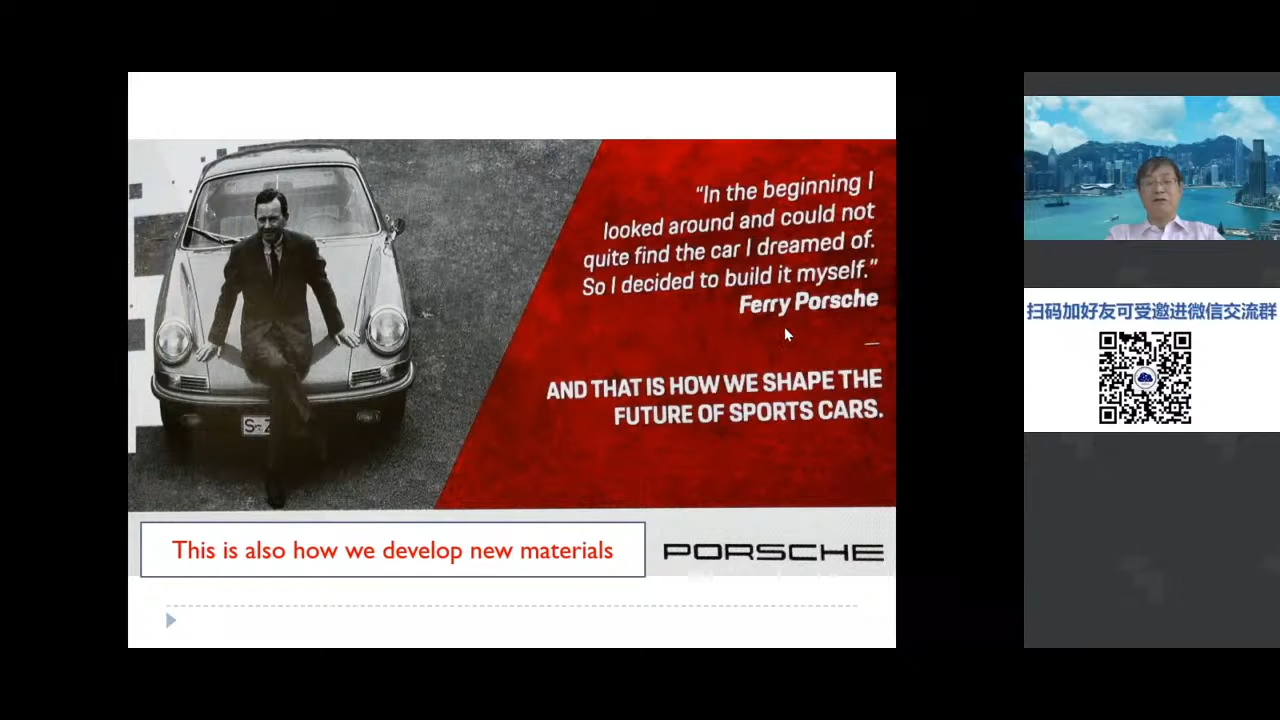 “In the beginning I
looked around and could not
quite find the car I dreamed of.
So I decided to build it myself.”
Ferry Porsche
—
AND THAT IS HOW WE SHAPE THE
FUTURE OF SPORTS CARS.
This is also how we develop new materials
PORSCHE
扫码加好友可受邀进微信交流群